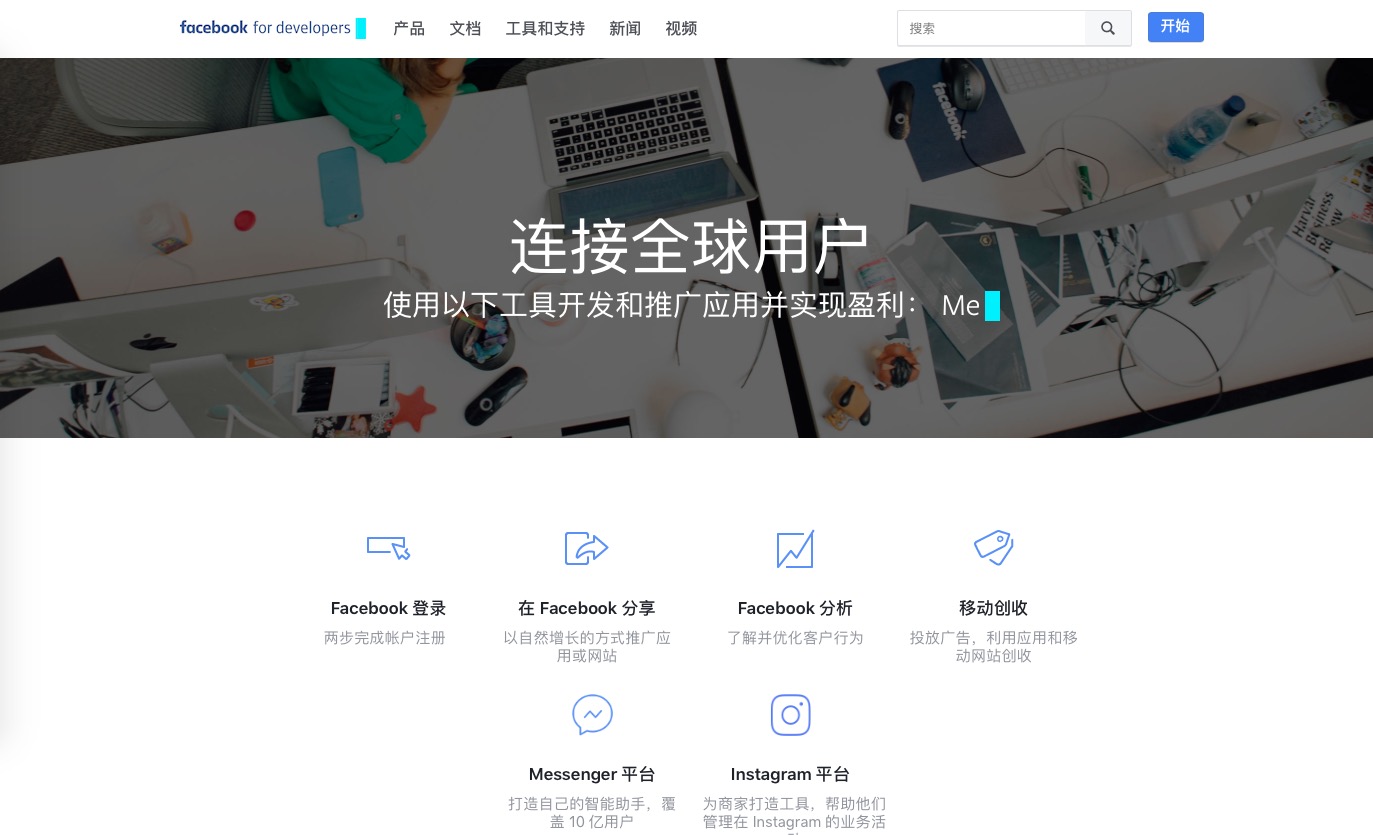 facebook for developers
产品
文档
工具和支持
新闻
视频
搜索
开始
facebook
Harvard
Business
Review
连接全球用户
使用以下工具开发和推广应用并实现盈利： Me
Facebook 登录
两步完成帐户注册
在 Facebook 分享
以自然增长的方式推广应
用或网站
Facebook 分析
了解并优化客户行为
移动创收
投放广告，利用应用和移
动网站创收
Messenger 平台
打造自己的智能助手，覆
盖 10 亿用户
Instagram 平台
为商家打造工具，帮助他们
管理在 Instagram 的业务活